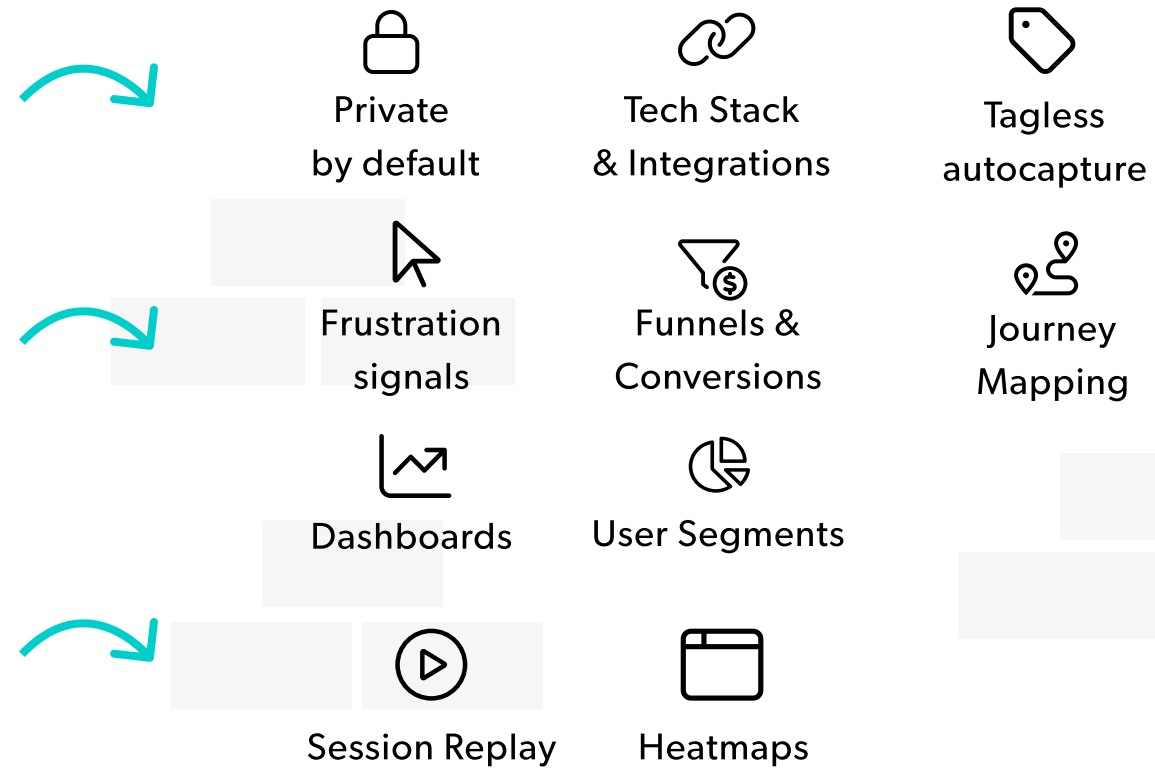 Private
by default
Tech Stack
& Integrations
Tagless
autocapture
Frustration
signals
Funnels &
Conversions
Journey
Mapping
Dashboards
User Segments
Session Replay
Heatmaps